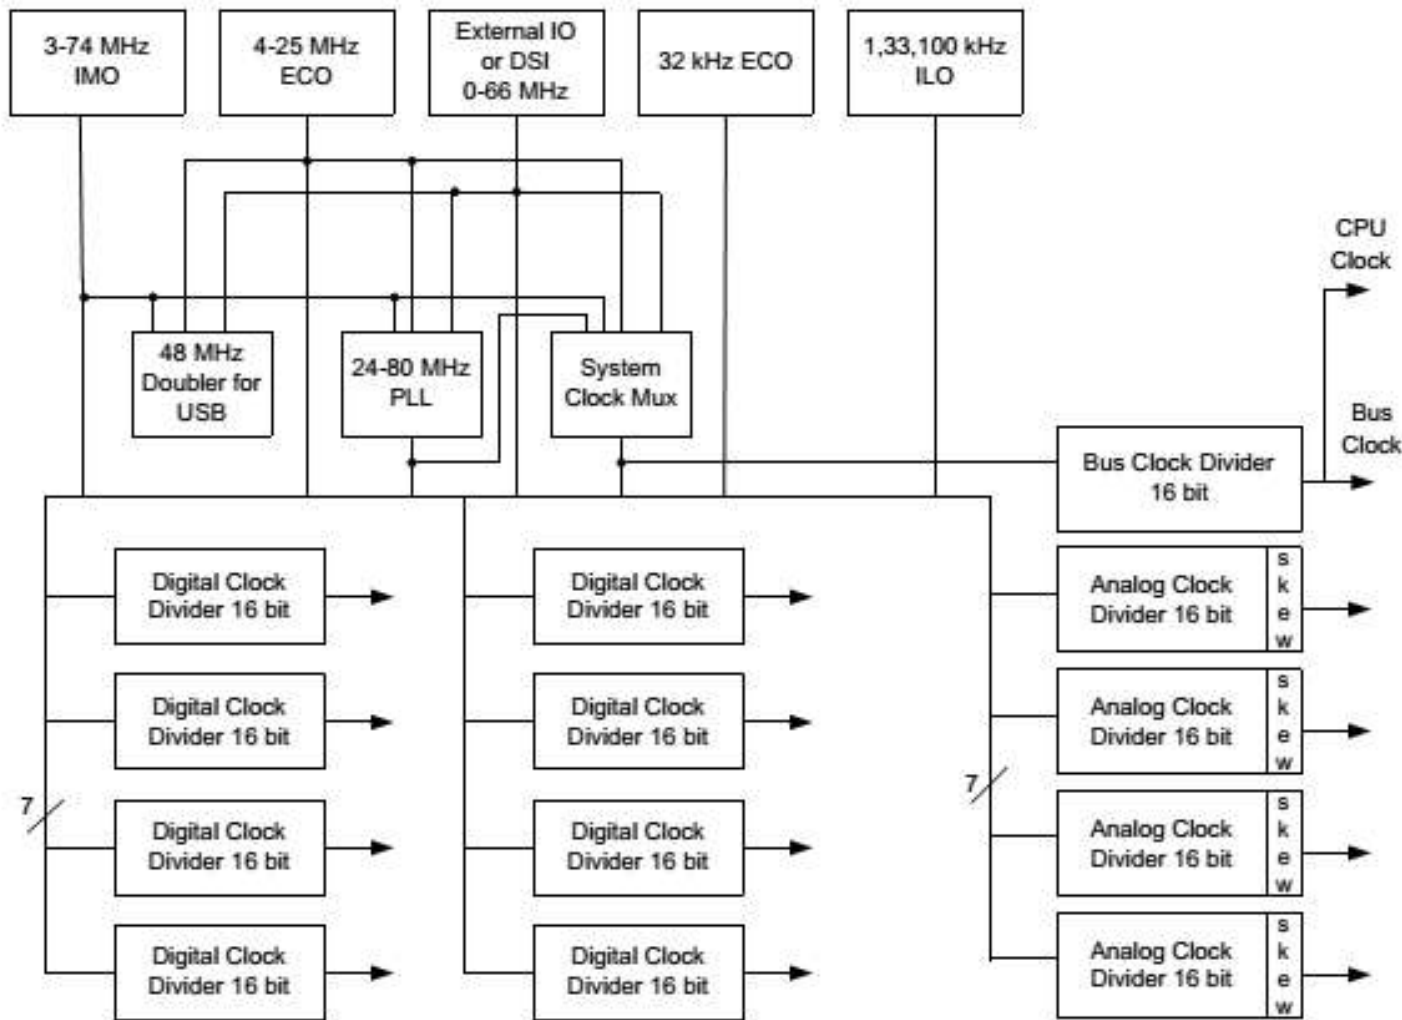 3-74 MHz
IMO
4-25 MHz
ECO
External IO
or DSI
0-66 MHz
32 kHz ECO
1,33,100 kHz
ILO
CPU
Clock
48 MHz
Doubler for
USB
24-80 MHz
PLL
System
Clock Mux
Bus
Clock
Bus Clock Divider
16 bit
Digital Clock
Divider 16 bit
Digital Clock
Divider 16 bit
Analog Clock
Divider 16 bit
s
k
e
w
Digital Clock
Divider 16 bit
Digital Clock
Divider 16 bit
Analog Clock
Divider 16 bit
s
k
e
w
7
7
Digital Clock
Divider 16 bit
Digital Clock
Divider 16 bit
Analog Clock
Divider 16 bit
s
k
e
w
Digital Clock
Divider 16 bit
Digital Clock
Divider 16 bit
Analog Clock
Divider 16 bit
s
k
e
w